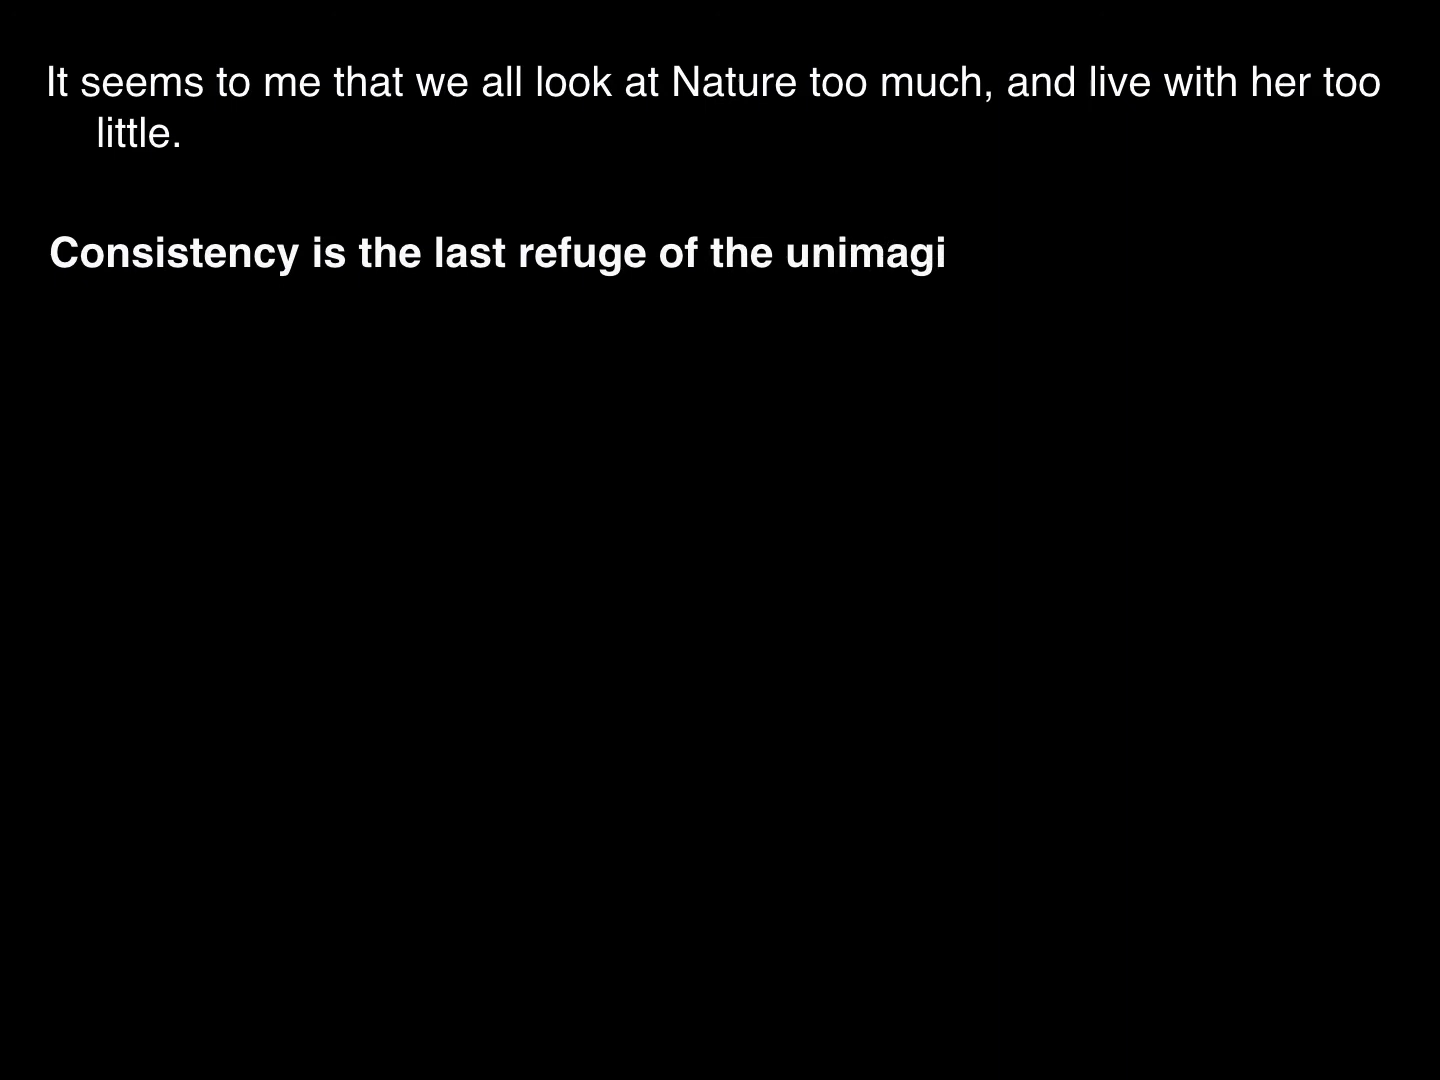 It seems to me that we all look at Nature too much, and live with her too
little.
Consistency is the last refuge of the unimagi